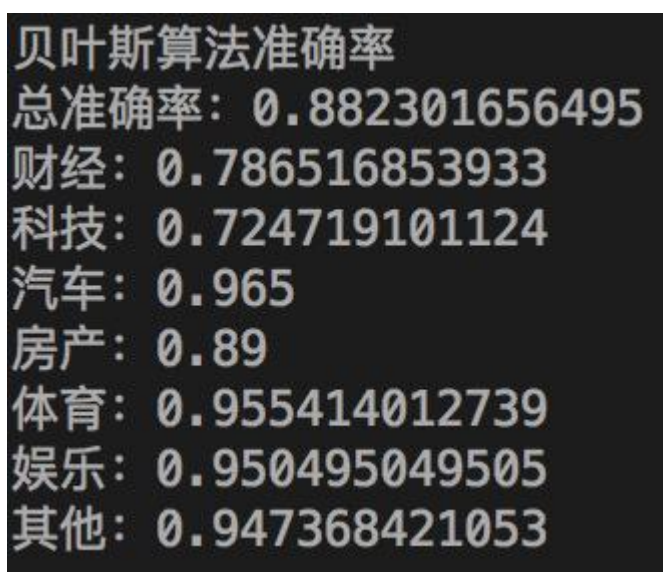 贝叶斯算法准确率
总准确率: 0.882301656495
财经: 0.786516853933
科技: 0.724719101124
汽车: 0.965
房产: 0.89
体育: 0.955414012739
娱乐: 0.950495049505
其他: 0.947368421053